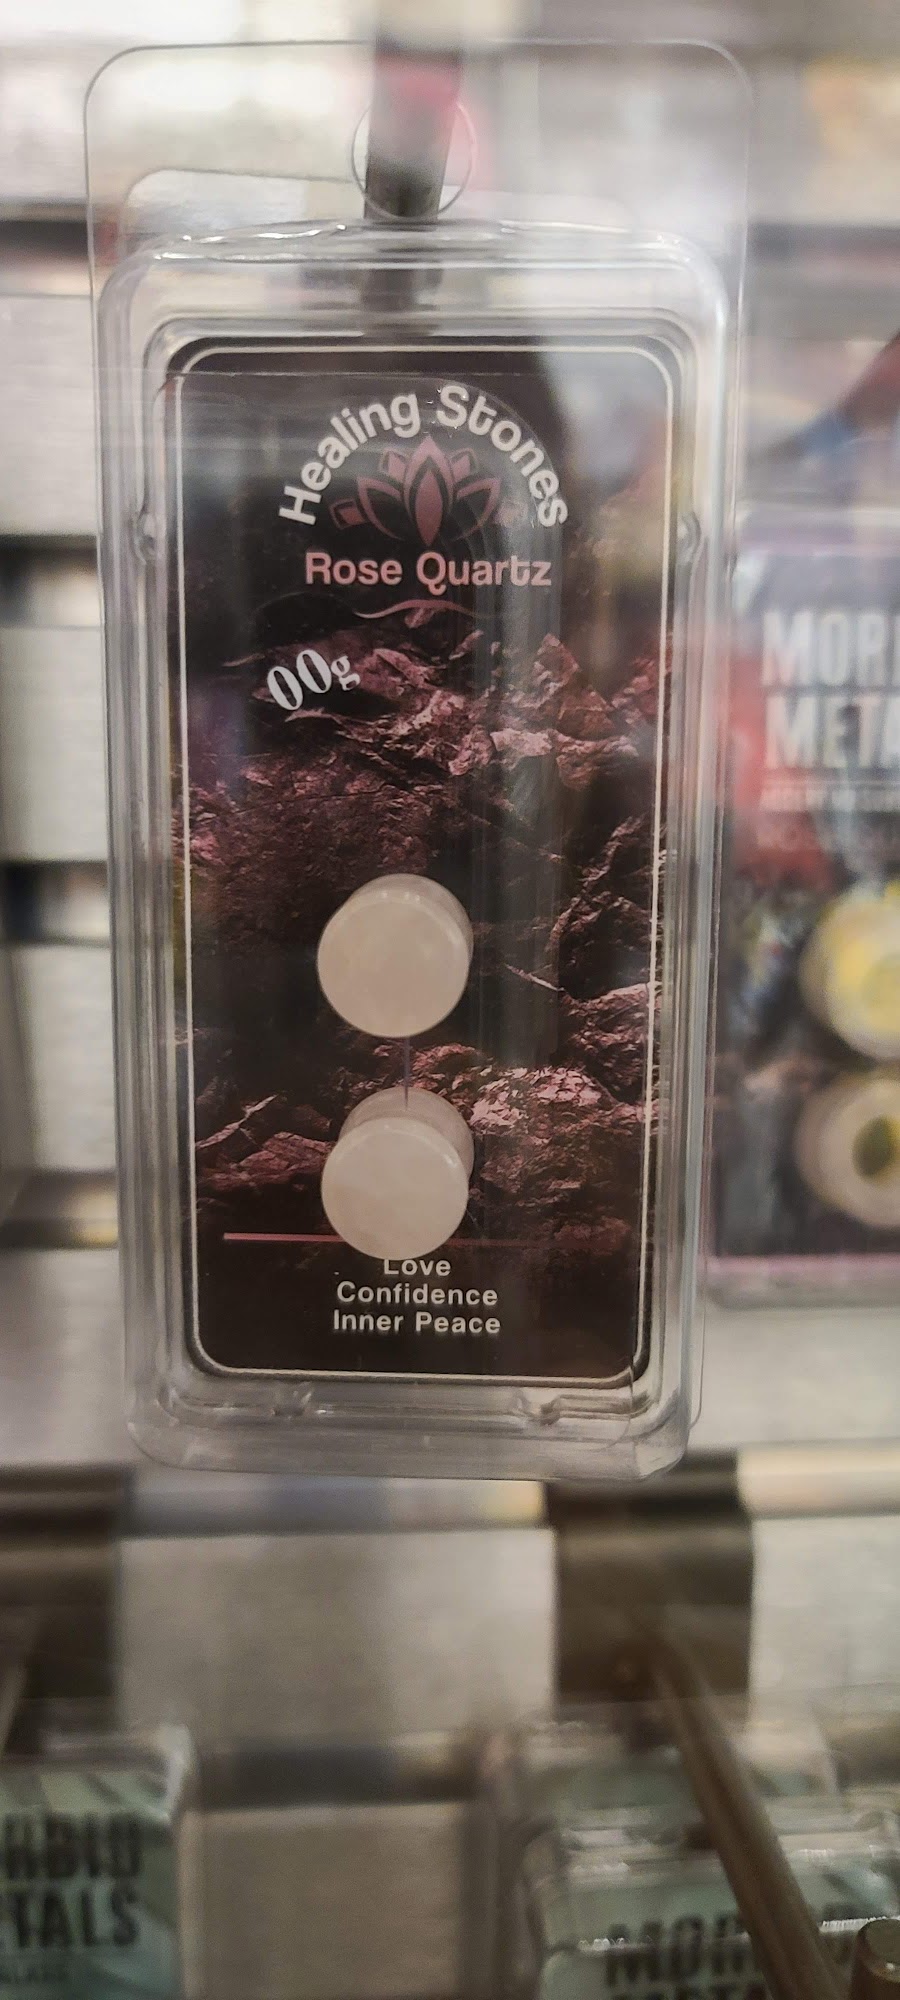 Healing Stones
Rose Quartz
00g
Love
Confidence
Inner Peace